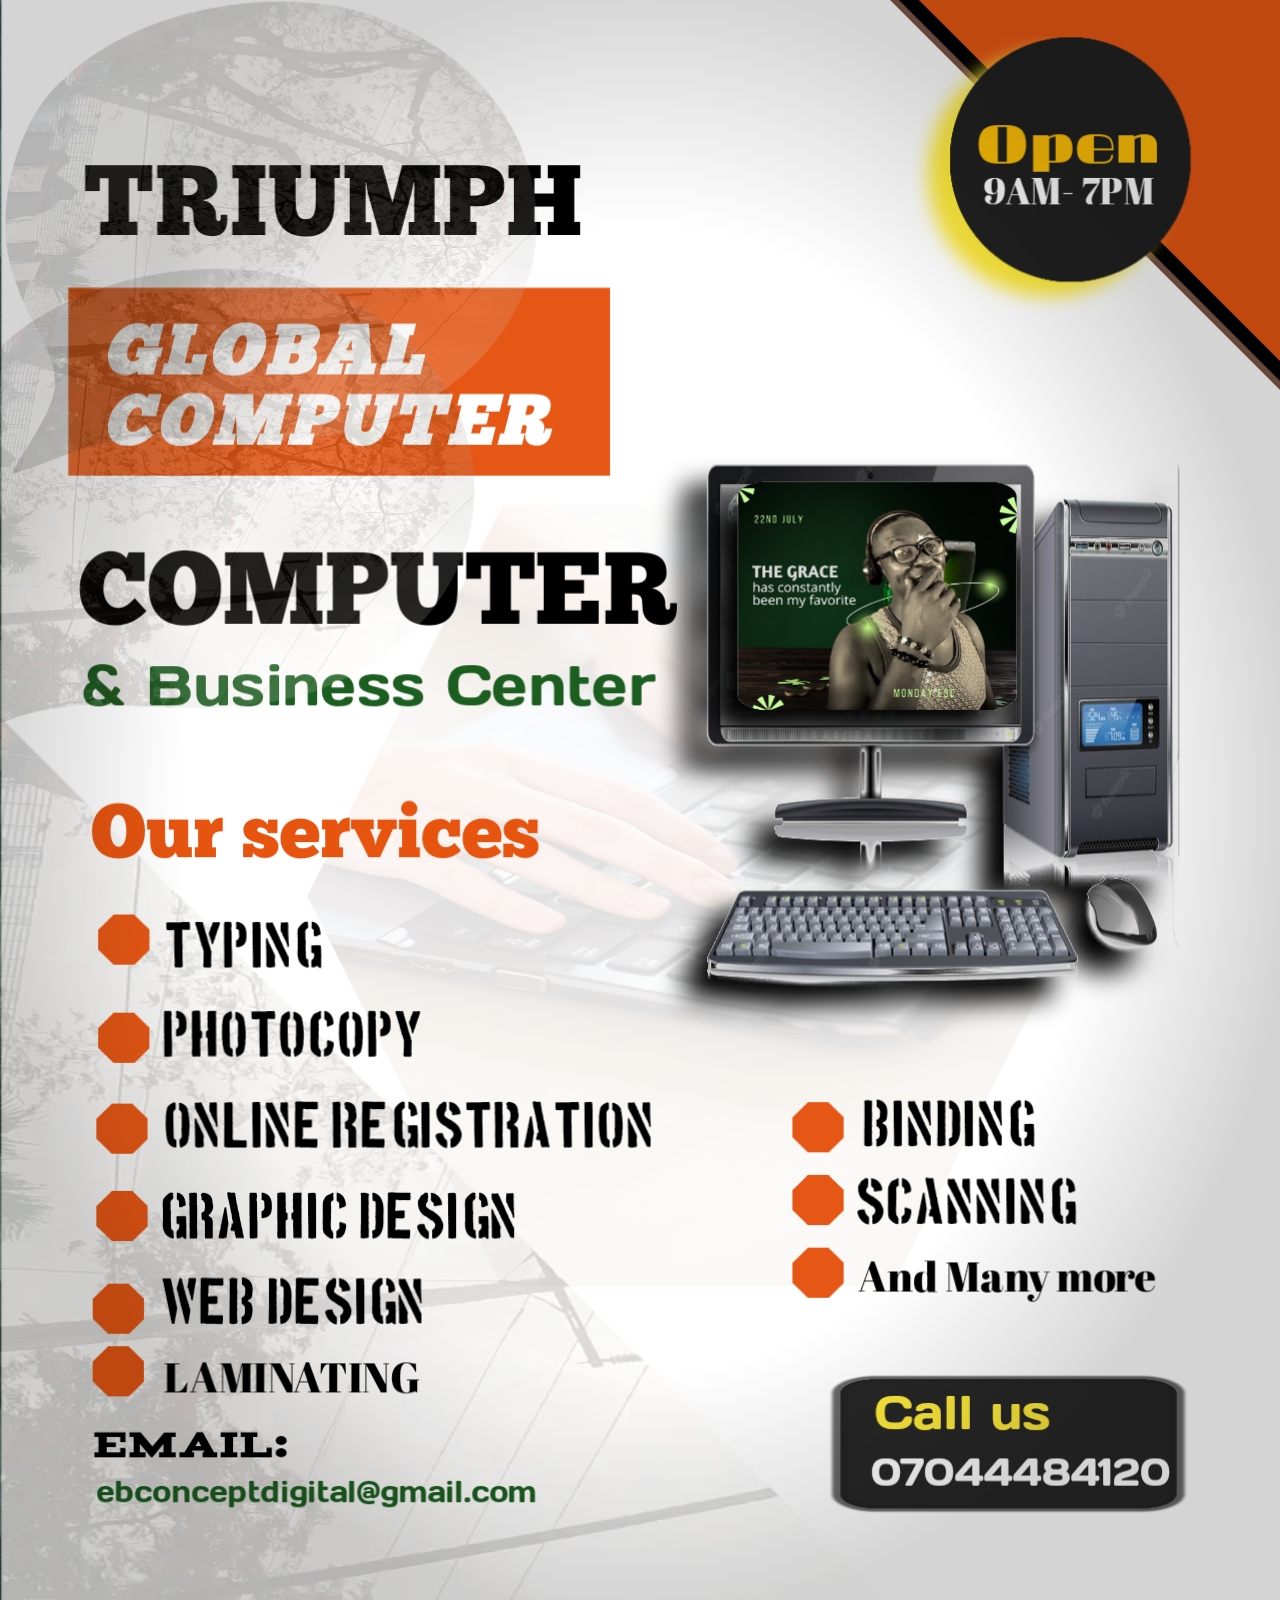 Open
9AM- 7PM
TRIUMPH
GLOBAL
COMPUTER
COMPUTER
& Business Center
22ND JULY
THE GRACE
has constantly
been my favorite
MONDAY ESE
Our services
TYPING
PHOTOCOPY
ONLINE REGISTRATION
GRAPHIC DESIGN
WEB DESIGN
LAMINATING
BINDING
SCANNING
And Many more
EMAIL:
ebconceptdigital@gmail.com
Call us
07044484120